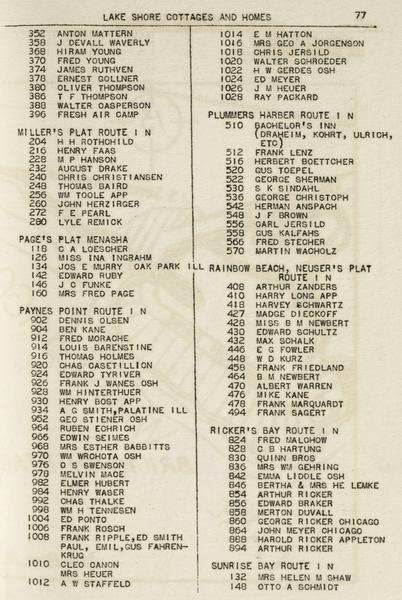 LAKE SHORE COTTAGES AND HOMES 77
352 ANTON MATTERN
358 J DEVALL WAVERLY
368 HIRAM YOUNG
370 FRED YOUNG
374 JAMES RUTHVEN
378 ERNEST GOLLNER
380 OLIVER THOMPSON
386 T F THOMPSON
388 WALTER CASPERSON
396 FRESH AIR CAMP
MILLER'S PLAT ROUTE I N
204 H H ROTHCHILD
216 HENRY FAAS
228 M P HANSON
232 AUGUST DRAKE
240 CHRIS CHRISTIANSEN
248 THOMAS BAIRD
256 WM TOOLE APP
260 JOHN HERZIGER
272 F E PEARL
280 LYLE REMICK
PAGE'S PLAT MENASHA
118 C A LOESCHER
126 MISS INA INGRAHM
134 JOS E MURRY OAK PARK ILL
142 EDWARD RUBY
146 J C FUNKE
160 MRS FRED PAGE
PAYNES POINT ROUTE I N
902 DENNIS OLSEN
904 BEN KANE
912 FRED MORACHE
914 LOUIS BARENSTINE
916 THOMAS HOLMES
920 CHAS CASETILLION
924 EDWARD TYRIVER
926 FRANK J WANES OSH
928 WM HINTERTHUER
930 HENRY BOST APP
934 A G SMITH, PALATINE ILL
952 GEO STIENER OSH
964 RUBEN ECHRICH
966 EDWIN SEIMES
968 MRS ESTHER BABBITTS
970 WM WROHCTA OSH
976 O S SWENSON
978 MELVIN MACE
982 ELMER HUBERT
984 HENRY WASER
992 CHAS THALKE
998 WM H TENNESEN
1004 ED PONTO
1006 FRANK ROSCH
1008 FRANK RIPPLE, ED SMITH
PAUL, EMIL, GUS FAHREN-
KRUG
1010 CLEO CANON
MRS HEUER
1012 A W STAFFELD
1014 E M HATTON
1016 MRS GEO A JORGENSON
1018 CHRIS JERSILD
1020 WALTER SCHROEDER
1022 H W GERDES OSH
1024 ED MEYER
1026 J M HEUER
1028 RAY PACKARD
PLUMMERS HARBOR ROUTE I N
510 BACHELOR'S INN
(DRAHEIM, KOHRT, ULRICH,
ETC)
512 FRANK LENZ
516 HERBERT BOETTCHER
520 GUS TOEPEL
522 GEORGE SHERMAN
530 S K SINDAHL
536 GEORGE CHRISTOPH
542 HERMAN ANSPACH
548 J F BROWN
556 CARL JERSILD
558 GUS KALFAHS
566 FRED STECHER
570 MARTIN WACHOLZ
RAINBOW BEACH, NEUSER'S PLAT
ROUTE I N
408 ARTHUR ZANDERS
410 HARRY LONG APP
418 HARVEY SCHWARTZ
427 MADGE DIECKOFF
428 MISS B M NEWBERT
430 EDWARD SCHULTZ
432 MAX SCHALK
446 E G FOWLER
448 W D KURZ
458 FRANK FRIEDLAND
464 B M NEWBERT
470 ALBERT WARREN
476 MIKE KANE
478 FRANK MARQUARDT
494 FRANK SAGERT
RICKER'S BAY ROUTE I N
824 FRED MALCHOW
828 C B HARTUNG
830 QUINN BROS
836 MRS WM GEHRING
842 EMMA LIDDLE OSH
846 BERTHA & MRS HE LEMKE
854 ARTHUR RICKER
856 EDWARD BRAKER
858 MERTON DUVALL
860 GEORGE RICKER CHICAGO
864 JOHN MEYER CHICAGO
888 HAROLD RICKER APPLETON
894 ARTHUR RICKER
SUNRISE BAY ROUTE I N
132 MRS HELEN M SHAW
148 OTTO A SCHMIDT